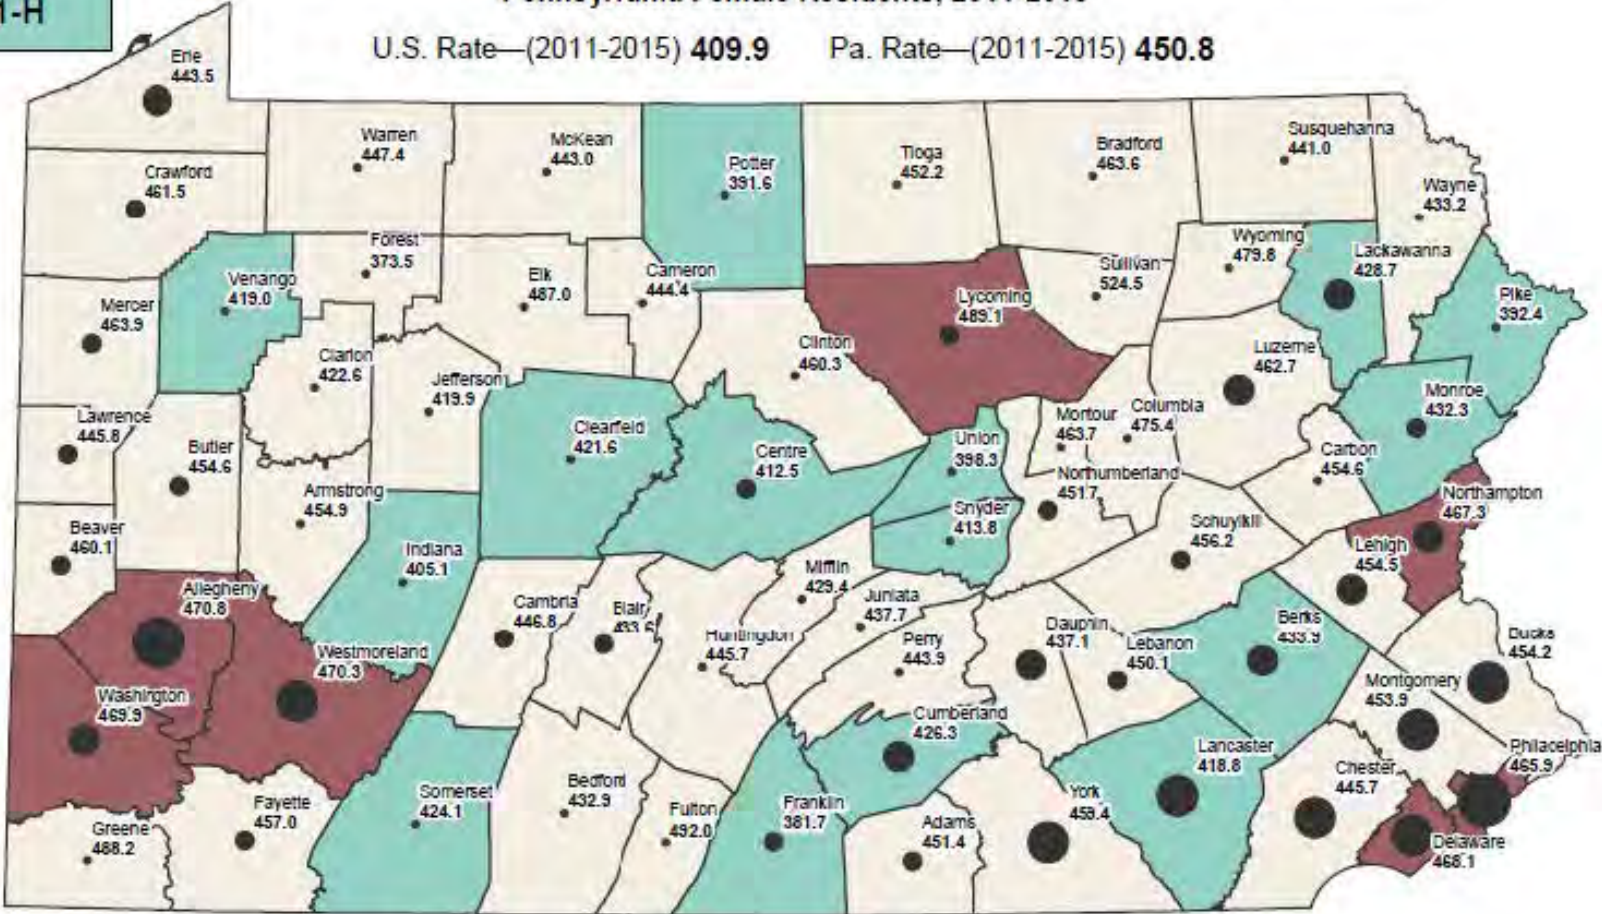 U.S. Rate—(2011-2015) 409.9 Pa. Rate—(2011-2015) 450.8
Erie
443.5
Warren
447.4
McKean
443.0
Potter
391.6
Tioga
452.2
Bradford
463.6
Susquehanna
441.0
Wayne
433.2
Crawford
461.5
Forest
373.5
Venango
419.0
Elk
487.0
Cameron
444.4
Sullivan
524.5
Wyoming
479.8
Lackawanna
428.7
Pike
392.4
Mercer
463.9
Lycoming
489.1
Clinton
460.3
Luzerne
462.7
Clarion
422.6
Jefferson
419.9
Monroe
432.3
Lawrence
445.8
Butler
454.6
Clearfield
421.6
Centre
412.5
Union
398.3
Montour
463.7
Columbia
475.4
Carbon
454.6
Armstrong
454.9
Northumberland
451.7
Northampton
467.3
Snyder
413.8
Schuylkill
456.2
Lehigh
454.5
Beaver
460.1
Indiana
405.1
Mifflin
429.4
Juniata
437.7
Allegheny
470.8
Cambria
446.8
Blair
433.6
Huntingdon
445.7
Perry
443.9
Dauphin
437.1
Lebanon
450.1
Berks
433.9
Bucks
454.2
Westmoreland
470.3
Washington
469.9
Montgomery
453.9
Cumberland
426.3
Lancaster
418.8
Philadelphia
465.9
Chester
445.7
Somerset
424.1
Bedford
432.9
Fulton
492.0
Franklin
381.7
York
459.4
Fayette
457.0
Greene
488.2
Adams
451.4
Delaware
468.1